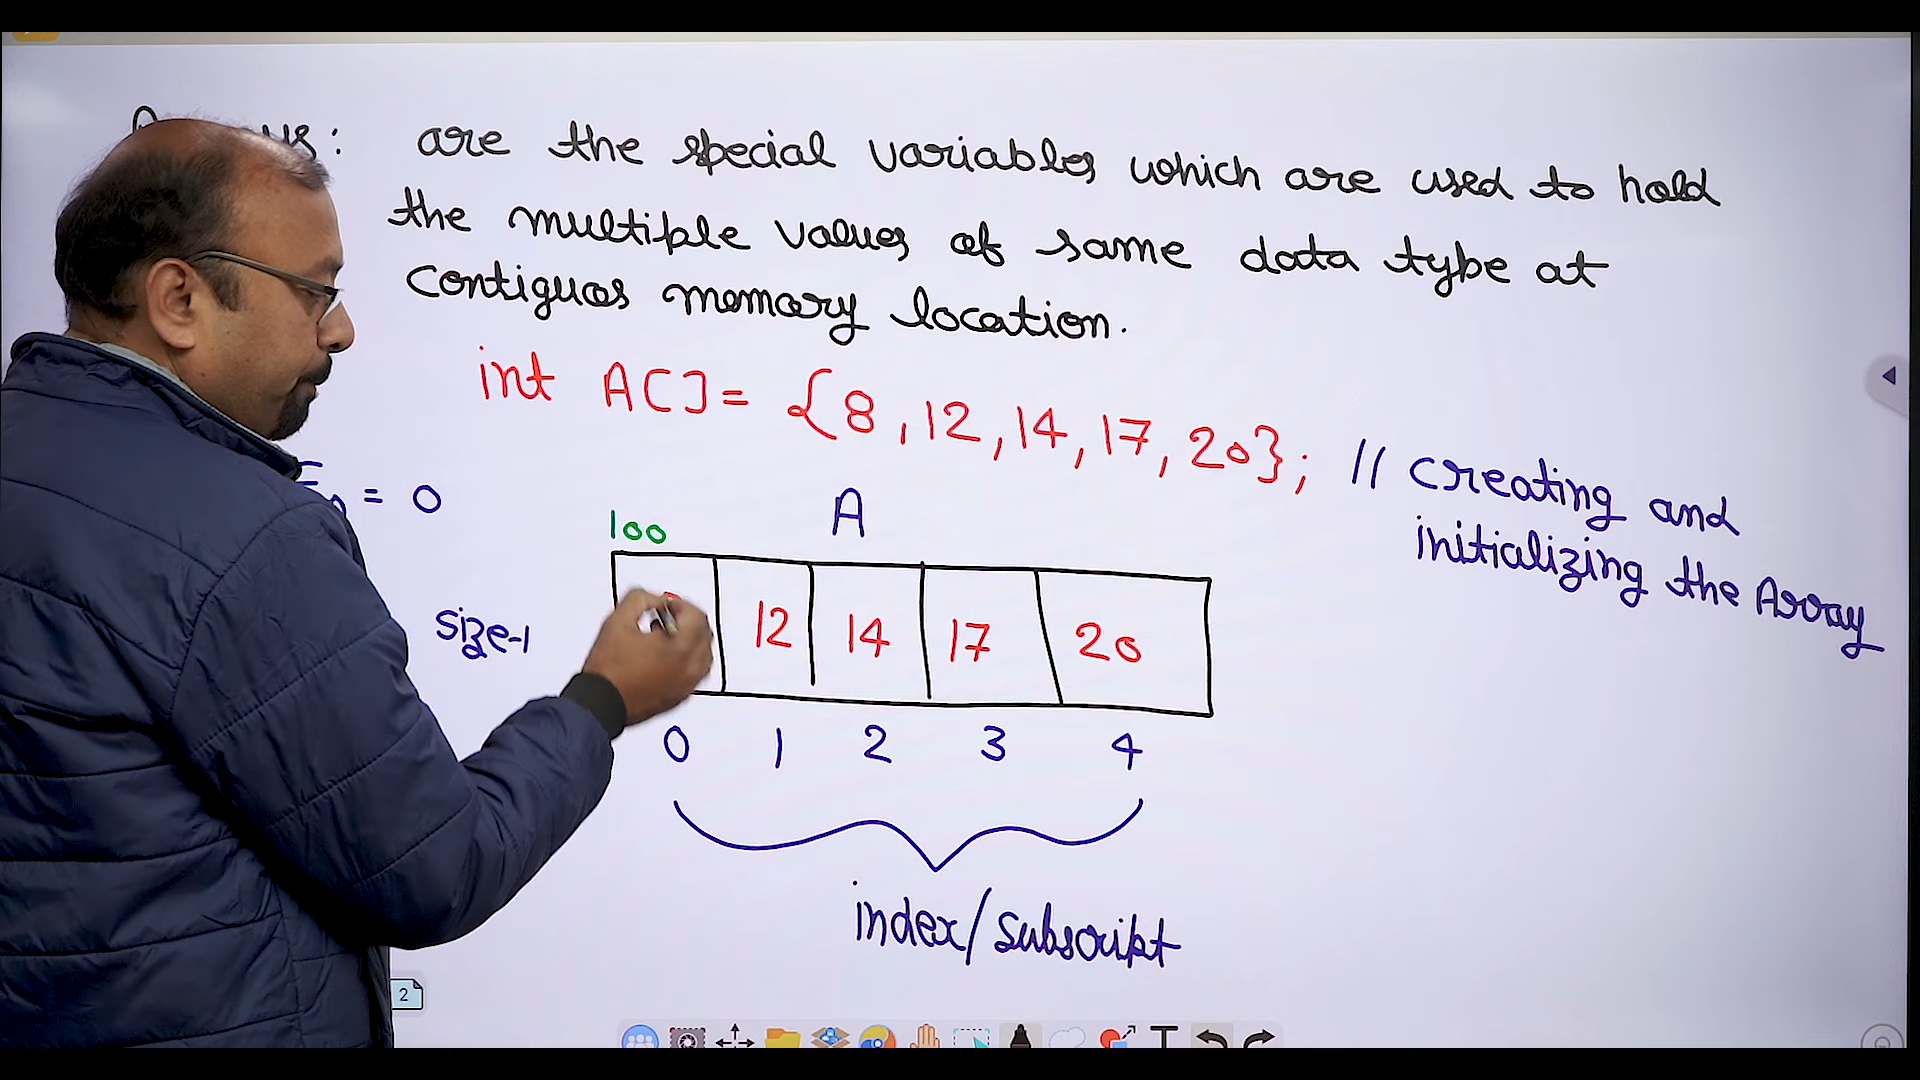 are the special variables which are used to hold
the multiple values of same data type at
contiguos memory location.
int A[]= {8,12,14,17,20}; // creating and
initializing the Array
= 0
100 A
size-1
12 14 17 20
0 1 2 3 4
index/subscript
2